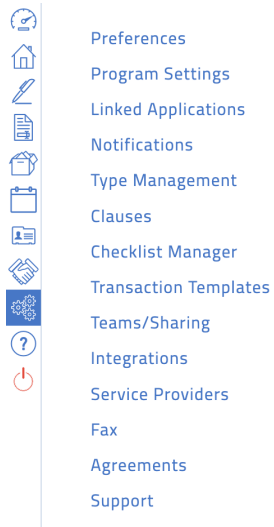 Preferences
Program Settings
Linked Applications
Notifications
Type Management
Clauses
Checklist Manager
Transaction Templates
Teams/Sharing
Integrations
?
Service Providers
Fax
Agreements
Support